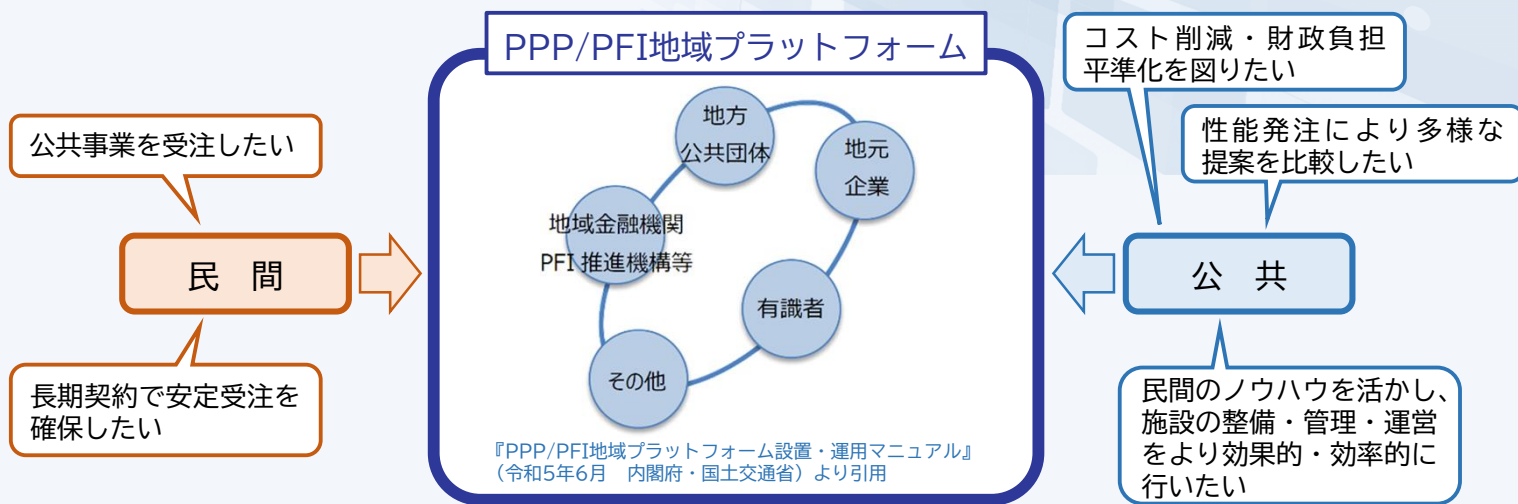 PPP/PFI地域プラットフォーム
公共事業を受注したい
民 間
長期契約で安定受注を
確保したい
地方
公共団体
地元
企業
地域金融機関
PFI 推進機構等
有識者
その他
『PPP/PFI地域プラットフォーム設置・運用マニュアル』
（令和5年6月　内閣府・国土交通省）より引用
コスト削減・財政負担
平準化を図りたい
性能発注により多様な
提案を比較したい
公 共
民間のノウハウを活かし、
施設の整備・管理・運営
をより効果的・効率的に
行いたい